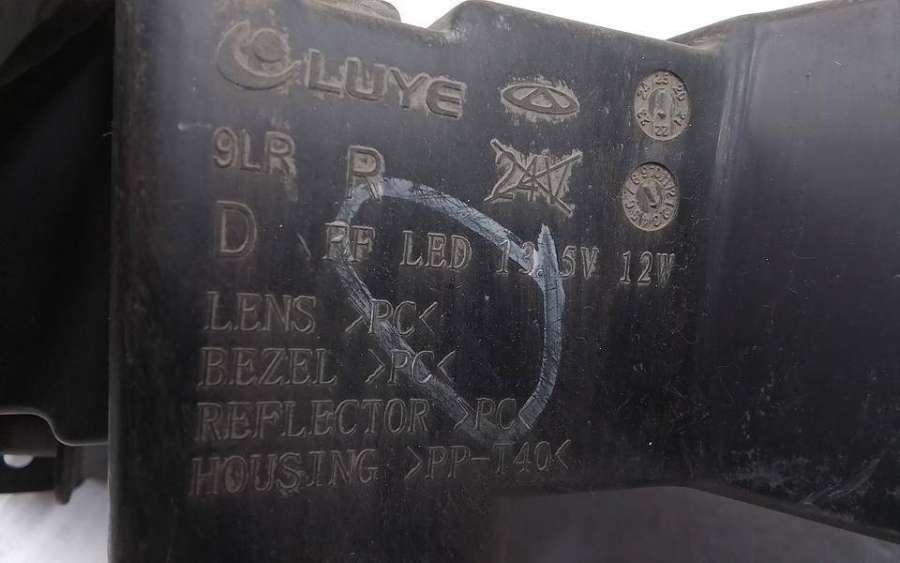 LUYE
9LR R 24V
D RF LED 13.5V 12W
LENS >PC<
BEZEL >PC<
REFLECTOR >PC<
HOUSING >PP-T40<